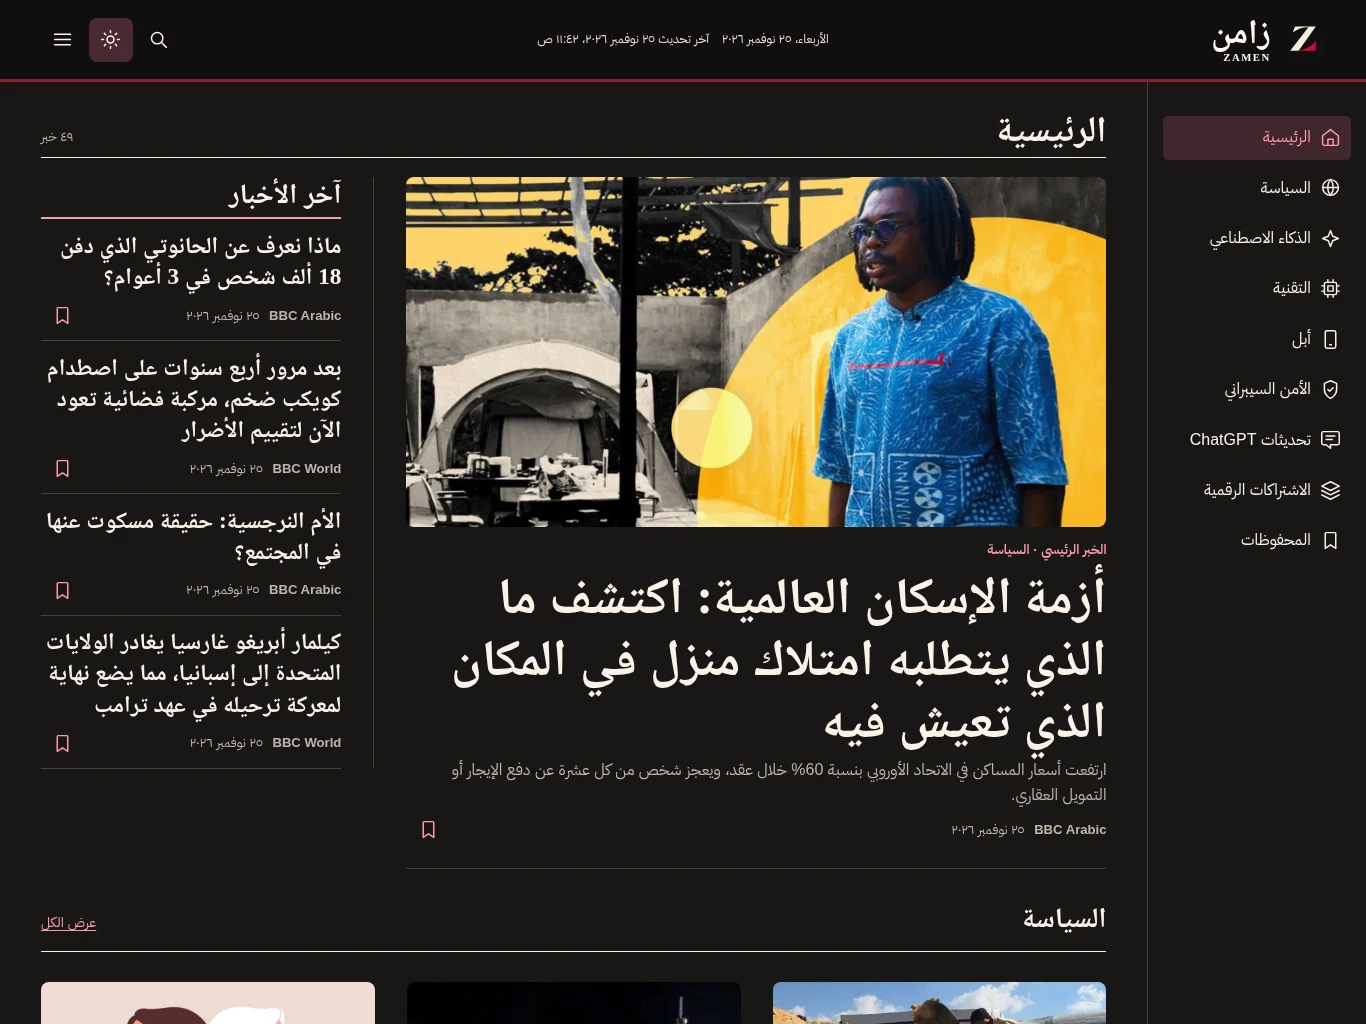 زامن
ZAMEN
الأربعاء، ٢٥ نوفمبر ٢٠٢٦
آخر تحديث ٢٥ نوفمبر ٢٠٢٦، ١١:٤٢ ص
الرئيسية
السياسة
الذكاء الاصطناعي
التقنية
أبل
الأمن السيبراني
تحديثات ChatGPT
الاشتراكات الرقمية
المحفوظات
الرئيسية
٤٩ خبر
الخبر الرئيسي · السياسة
أزمة الإسكان العالمية: اكتشف ما
الذي يتطلبه امتلاك منزل في المكان
الذي تعيش فيه
ارتفعت أسعار المساكن في الاتحاد الأوروبي بنسبة 60% خلال عقد، ويعجز شخص من كل عشرة عن دفع الإيجار أو
التمويل العقاري.
BBC Arabic ٢٥ نوفمبر ٢٠٢٦
آخر الأخبار
ماذا نعرف عن الحانوتي الذي دفن
18 ألف شخص في 3 أعوام؟
BBC Arabic ٢٥ نوفمبر ٢٠٢٦
بعد مرور أربع سنوات على اصطدام
كويكب ضخم، مركبة فضائية تعود
الآن لتقييم الأضرار
BBC World ٢٥ نوفمبر ٢٠٢٦
الأم النرجسية: حقيقة مسكوت عنها
في المجتمع؟
BBC Arabic ٢٥ نوفمبر ٢٠٢٦
كيلمار أبريغو غارسيا يغادر الولايات
المتحدة إلى إسبانيا، مما يضع نهاية
لمعركة ترحيله في عهد ترامب
BBC World ٢٥ نوفمبر ٢٠٢٦
السياسة
عرض الكل